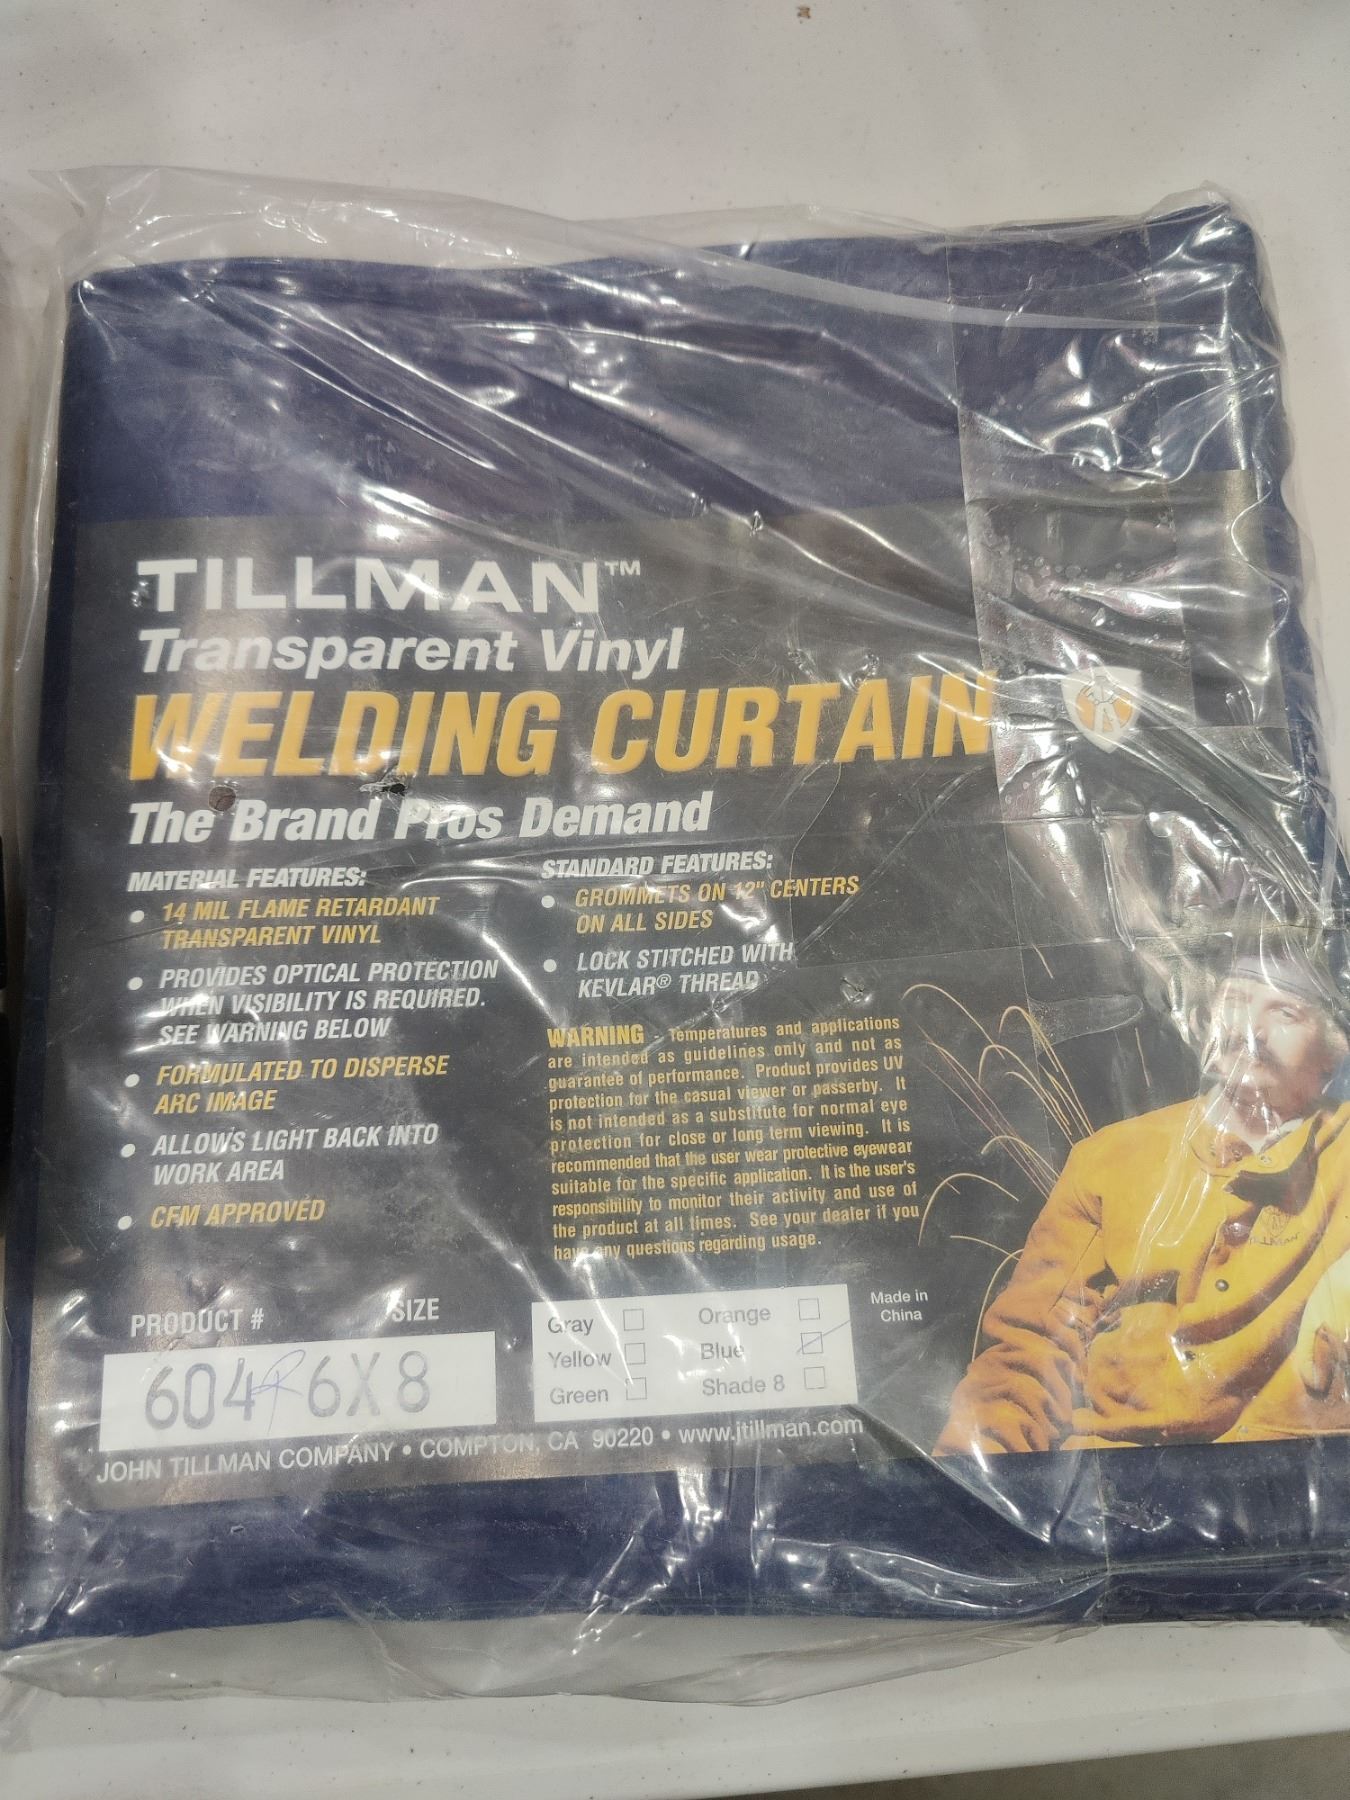 TILLMAN™
Transparent Vinyl
WELDING CURTAIN
The Brand Pros Demand
MATERIAL FEATURES:
• 14 MIL FLAME RETARDANT
TRANSPARENT VINYL
• PROVIDES OPTICAL PROTECTION
WHEN VISIBILITY IS REQUIRED.
SEE WARNING BELOW
• FORMULATED TO DISPERSE
ARC IMAGE
• ALLOWS LIGHT BACK INTO
WORK AREA
• CFM APPROVED
STANDARD FEATURES:
• GROMMETS ON 12" CENTERS
ON ALL SIDES
• LOCK STITCHED WITH
KEVLAR® THREAD
WARNING - Temperatures and applications
are intended as guidelines only and not as
guarantee of performance. Product provides UV
protection for the casual viewer or passerby. It
is not intended as a substitute for normal eye
protection for close or long term viewing. It is
recommended that the user wear protective eyewear
suitable for the specific application. It is the user's
responsibility to monitor their activity and use of
the product at all times. See your dealer if you
have any questions regarding usage.
PRODUCT # SIZE
604R 6X8
Gray Orange
Yellow Blue
Green Shade 8
Made in
China
JOHN TILLMAN COMPANY • COMPTON, CA 90220 • www.jtillman.com
TILLMAN